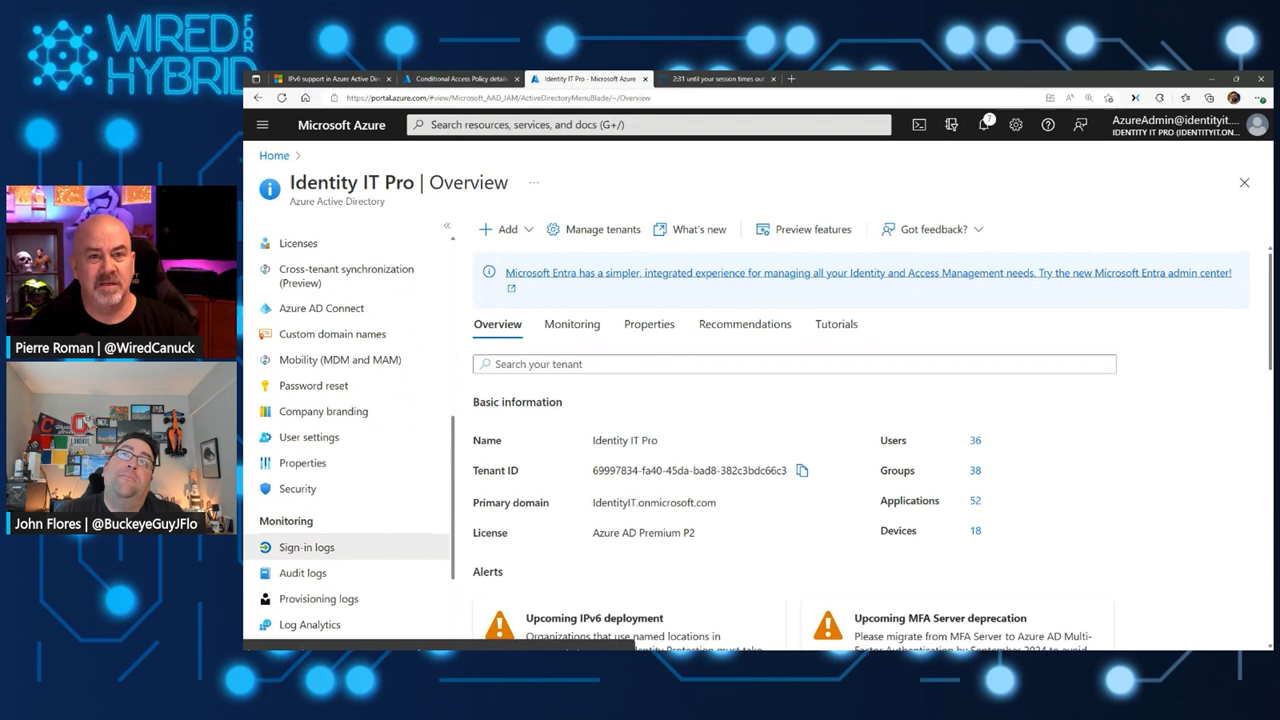 WIRED
FOR
HYBRID
IPv6 support in Azure Active Dir
Conditional Access Policy details
Identity IT Pro - Microsoft Azure
2:31 until your session times out
https://portal.azure.com/#view/Microsoft_AAD_IAM/ActiveDirectoryMenuBlade/~/Overview
Microsoft Azure
Search resources, services, and docs (G+/)
7
AzureAdmin@identityit....
IDENTITY IT PRO (IDENTITYIT.ON...
Home
Identity IT Pro | Overview
...
Azure Active Directory
Add
Manage tenants
What's new
Preview features
Got feedback?
Licenses
Cross-tenant synchronization
(Preview)
Azure AD Connect
Custom domain names
Mobility (MDM and MAM)
Password reset
Company branding
User settings
Properties
Security
Monitoring
Sign-in logs
Audit logs
Provisioning logs
Log Analytics
Microsoft Entra has a simpler, integrated experience for managing all your Identity and Access Management needs. Try the new Microsoft Entra admin center!
Overview
Monitoring
Properties
Recommendations
Tutorials
Search your tenant
Basic information
Name
Identity IT Pro
Users
36
Tenant ID
69997834-fa40-45da-bad8-382c3bdc66c3
Groups
38
Primary domain
IdentityIT.onmicrosoft.com
Applications
52
License
Azure AD Premium P2
Devices
18
Alerts
Upcoming IPv6 deployment
Organizations that use named locations in
Upcoming MFA Server deprecation
Please migrate from MFA Server to Azure AD Multi-
Factor Authentication by September 2024 to avoid
Pierre Roman | @WiredCanuck
John Flores | @BuckeyeGuyJFlo